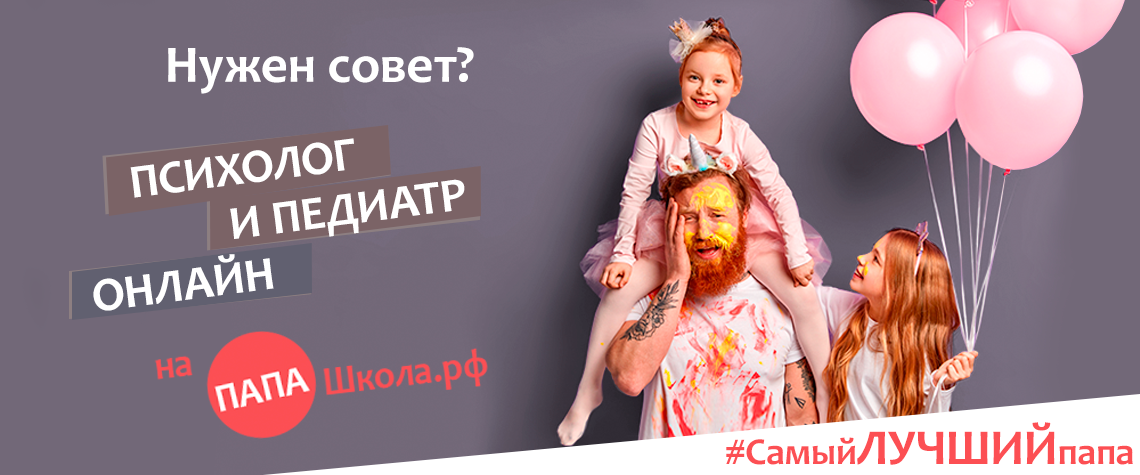 Нужен совет?
ПСИХОЛОГ
И ПЕДИАТР
ОНЛАЙН
на ПАПА Школа.рф
#СамыйЛУЧШИЙпапа